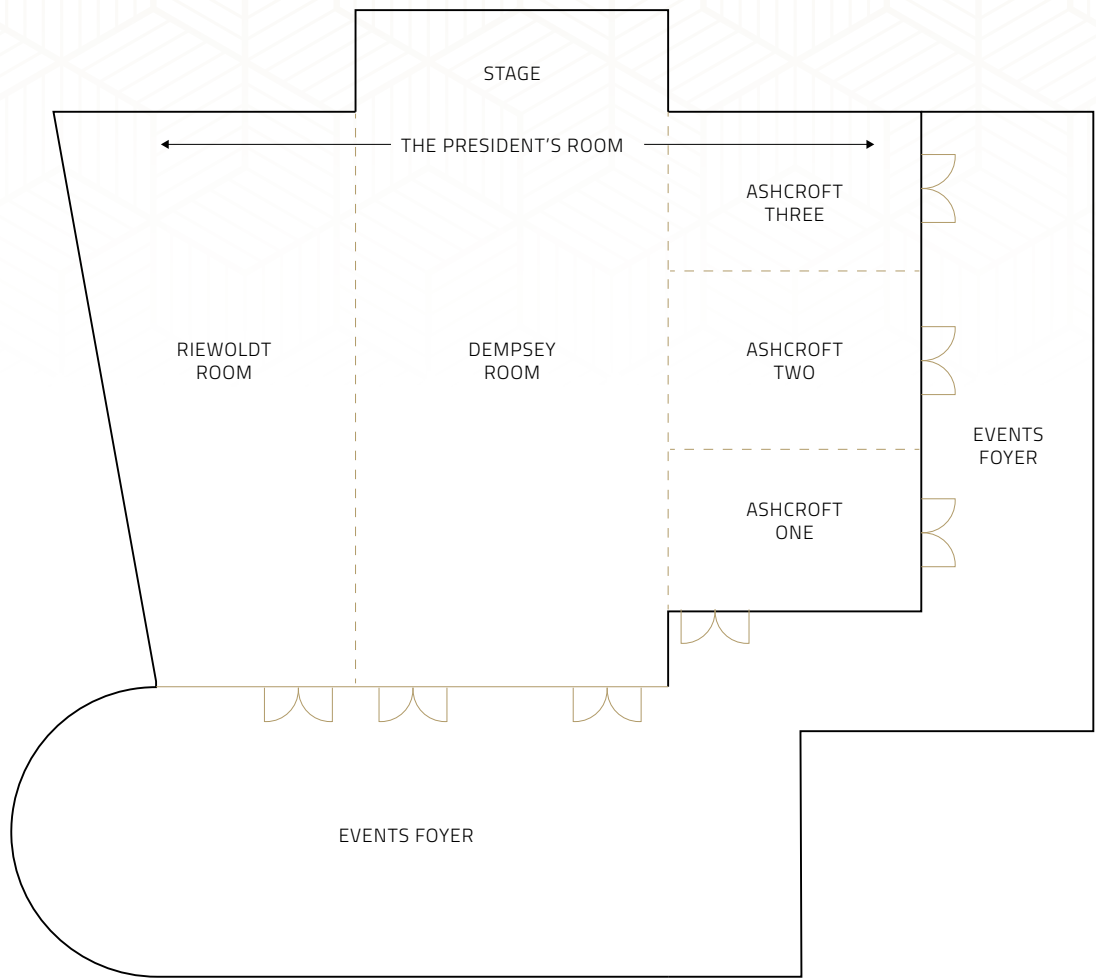 STAGE
THE PRESIDENT'S ROOM
ASHCROFT
THREE
RIEWOLDT
ROOM
DEMPSEY
ROOM
ASHCROFT
TWO
EVENTS
FOYER
ASHCROFT
ONE
EVENTS FOYER